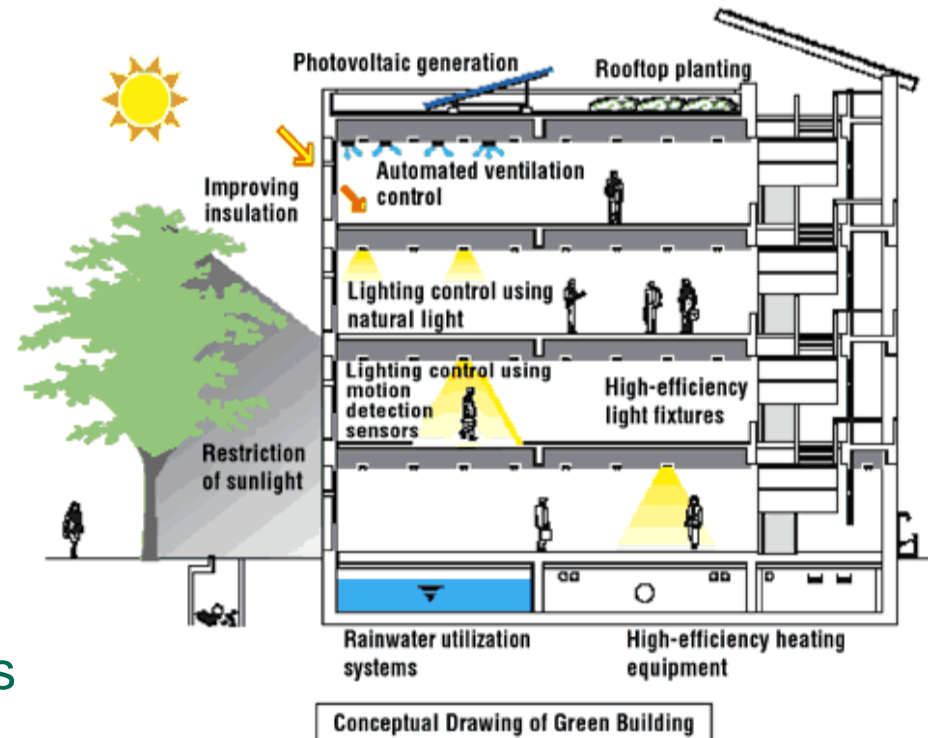 Photovoltaic generation
Rooftop planting
Improving
insulation
Automated ventilation
control
Lighting control using
natural light
Lighting control using
motion
detection
sensors
High-efficiency
light fixtures
Restriction
of sunlight
Rainwater utilization
systems
High-efficiency heating
equipment
s
Conceptual Drawing of Green Building